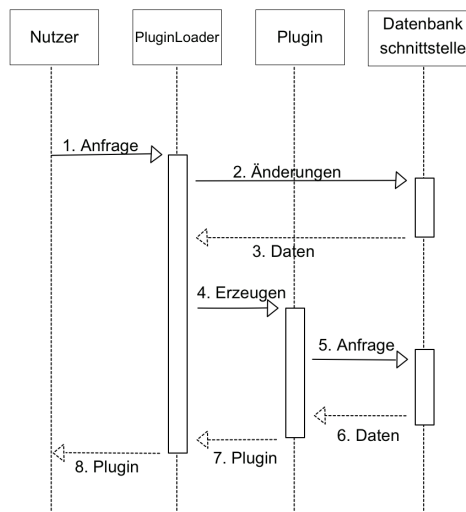 Nutzer
PluginLoader
Plugin
Datenbank
schnittstelle
1. Anfrage
2. Änderungen
3. Daten
4. Erzeugen
5. Anfrage
6. Daten
7. Plugin
8. Plugin